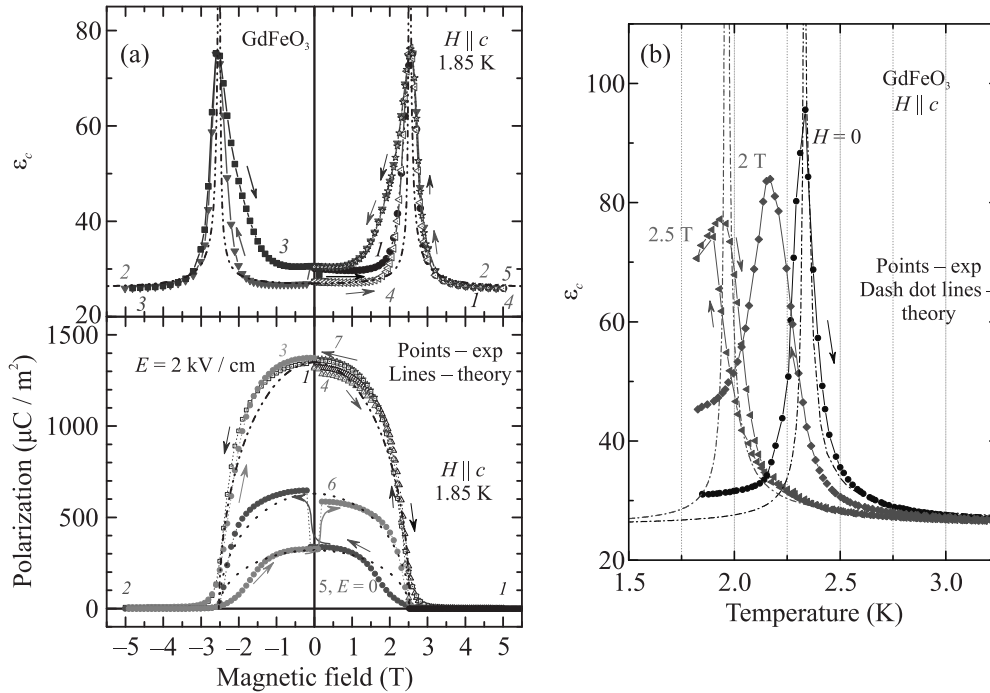 (a)
GdFeO₃
H || c
1.85 K
80
60
40
20
ε_c
3
1
2
3
4
2
5
1
4
1500
1000
500
0
Polarization (μC / m²)
E = 2 kV / cm
3
1
4
7
Points – exp
Lines – theory
H || c
1.85 K
6
5, E = 0
2
1
–5 –4 –3 –2 –1 0 1 2 3 4 5
Magnetic field (T)
(b)
GdFeO₃
H || c
H = 0
2 T
2.5 T
Points – exp
Dash dot lines –
theory
100
80
60
40
20
ε_c
1.5 2.0 2.5 3.0
Temperature (K)